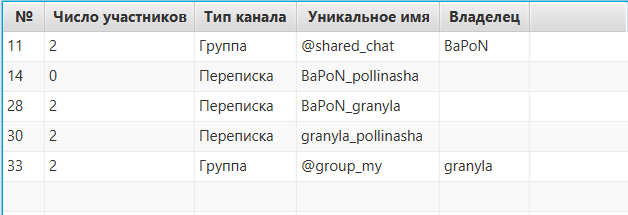 № Число участников Тип канала Уникальное имя Владелец
11 2 Группа @shared_chat BaPoN
14 0 Переписка BaPoN_pollinasha
28 2 Переписка BaPoN_granyla
30 2 Переписка granyla_pollinasha
33 2 Группа @group_my granyla